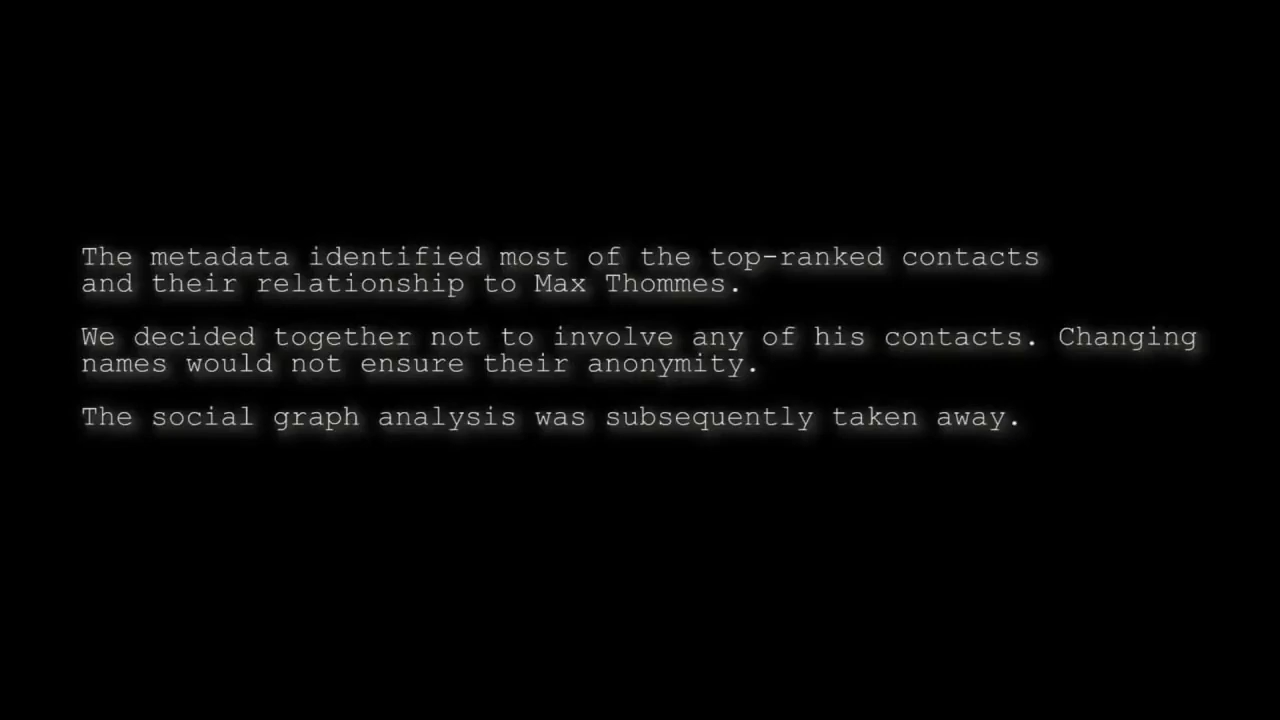 The metadata identified most of the top-ranked contacts
and their relationship to Max Thommes.
We decided together not to involve any of his contacts. Changing
names would not ensure their anonymity.
The social graph analysis was subsequently taken away.